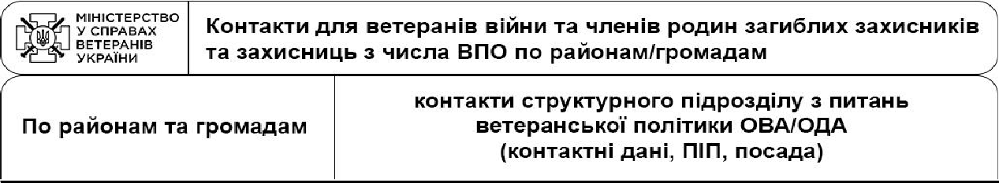 МІНІСТЕРСТВО
У СПРАВАХ
ВЕТЕРАНІВ
УКРАЇНИ
Контакти для ветеранів війни та членів родин загиблих захисників
та захисниць з числа ВПО по районам/громадам
По районам та громадам
контакти структурного підрозділу з питань
ветеранської політики ОВА/ОДА
(контактні дані, ПІП, посада)